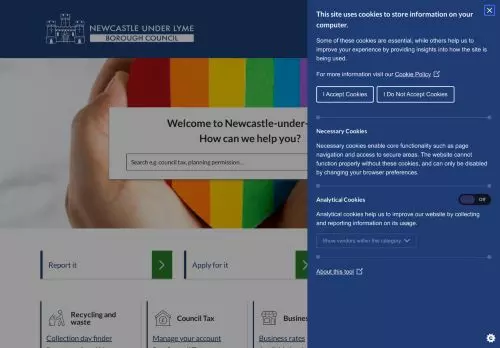 NEWCASTLE UNDER LYME
BOROUGH COUNCIL
Welcome to Newcastle-under-
How can we help you?
Search e.g. council tax, planning permission...
Report it
Apply for it
Recycling and
waste
Collection day finder
Council Tax
Manage your account
Busines
Business rates
This site uses cookies to store information on your
computer.
Some of these cookies are essential, while others help us to
improve your experience by providing insights into how the site is
being used.
For more information visit our Cookie Policy
I Accept Cookies
I Do Not Accept Cookies
Necessary Cookies
Necessary cookies enable core functionality such as page
navigation and access to secure areas. The website cannot
function properly without these cookies, and can only be disabled
by changing your browser preferences.
Analytical Cookies
Off
Analytical cookies help us to improve our website by collecting
and reporting information on its usage.
Show vendors within this category
About this tool